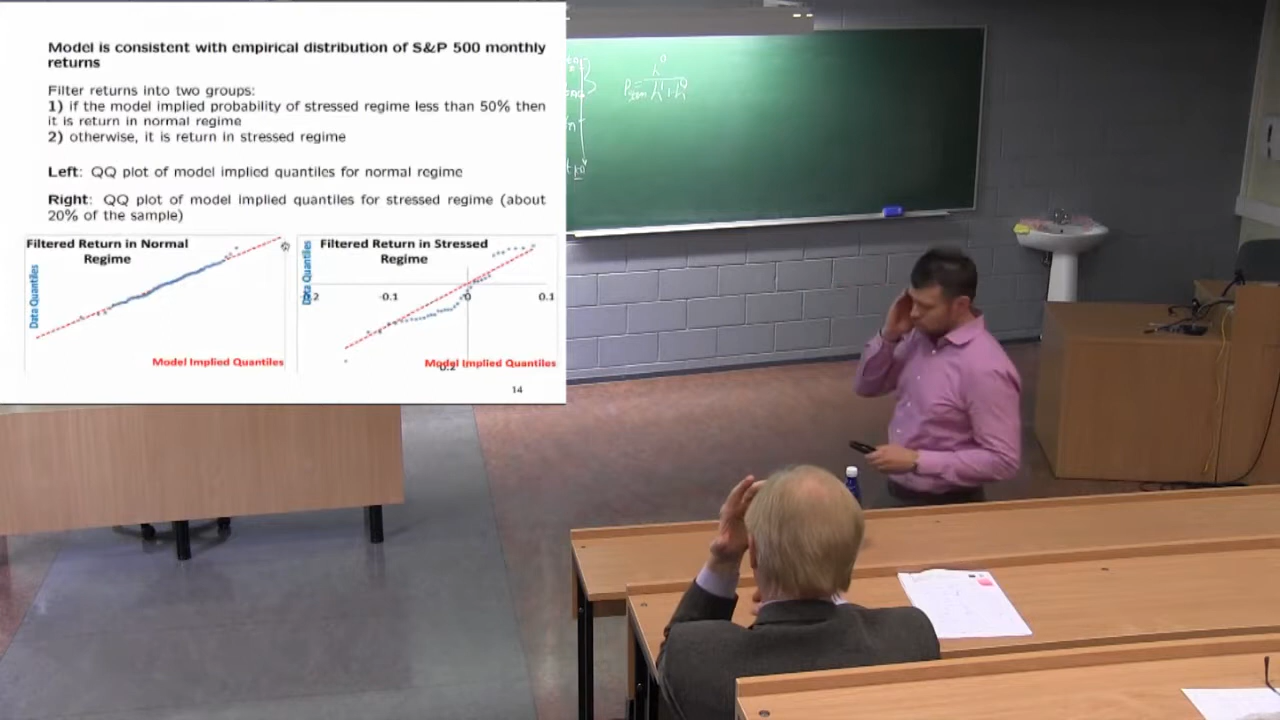 Model is consistent with empirical distribution of S&P 500 monthly
returns
Filter returns into two groups:
1) if the model implied probability of stressed regime less than 50% then
it is return in normal regime
2) otherwise, it is return in stressed regime
Left: QQ plot of model implied quantiles for normal regime
Right: QQ plot of model implied quantiles for stressed regime (about
20% of the sample)
Filtered Return in Normal
Regime
Data Quantiles
Model Implied Quantiles
Filtered Return in Stressed
Regime
Data Quantiles
-0.1
0
0.1
Model Implied Quantiles
14